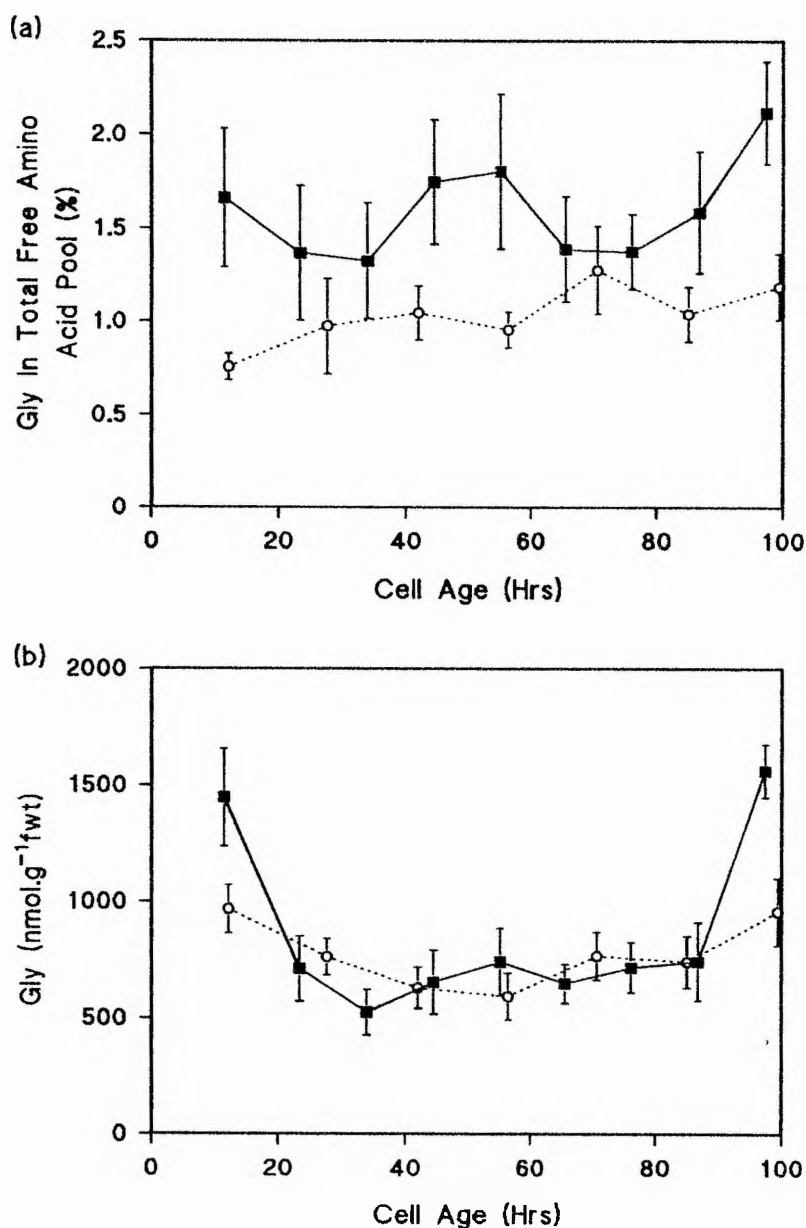 (a)
2.5
2.0
1.5
1.0
0.5
0
Gly In Total Free Amino
Acid Pool (%)
0 20 40 60 80 100
Cell Age (Hrs)
(b)
2000
1500
1000
500
0
Gly (nmol.g⁻¹fwt)
0 20 40 60 80 100
Cell Age (Hrs)